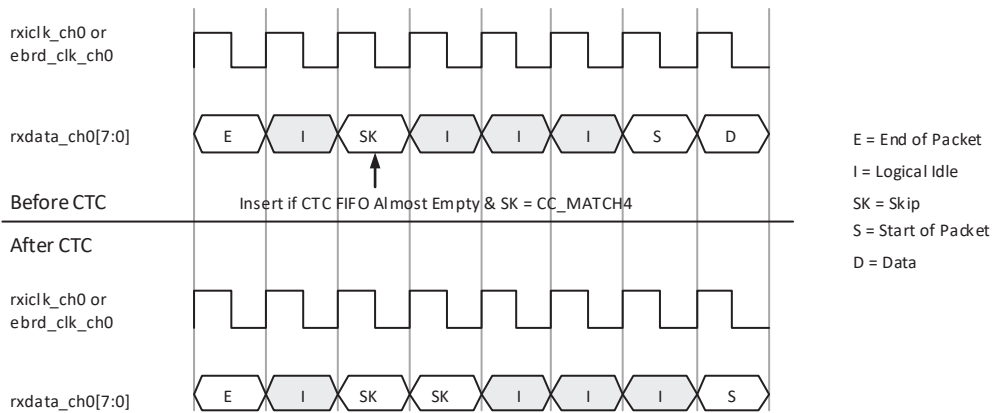 rxiclk_ch0 or
ebrd_clk_ch0
rxdata_ch0[7:0]
E I SK I I I S D
Before CTC
Insert if CTC FIFO Almost Empty & SK = CC_MATCH4
After CTC
rxiclk_ch0 or
ebrd_clk_ch0
rxdata_ch0[7:0]
E I SK SK I I I S
E = End of Packet
I = Logical Idle
SK = Skip
S = Start of Packet
D = Data